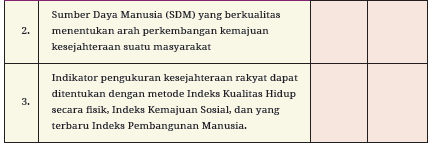 2. Sumber Daya Manusia (SDM) yang berkualitas
menentukan arah perkembangan kemajuan
kesejahteraan suatu masyarakat
Indikator pengukuran kesejahteraan rakyat dapat
ditentukan dengan metode Indeks Kualitas Hidup
3. secara fisik, Indeks Kemajuan Sosial, dan yang
terbaru Indeks Pembangunan Manusia.